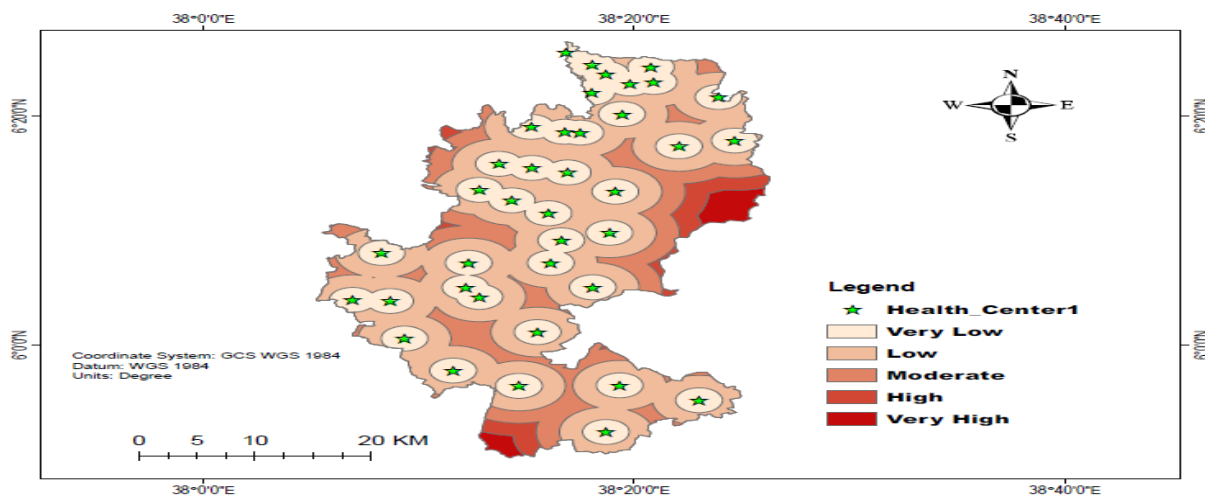 38°0'0"E 38°20'0"E 38°40'0"E
6°20'0"N 6°20'0"N
N
W E
S
Legend
Health_Center1
Very Low
6°0'0"N 6°0'0"N
Low
Coordinate System: GCS WGS 1984
Datum: WGS 1984
Units: Degree
Moderate
High
Very High
0 5 10 20 KM
38°0'0"E 38°20'0"E 38°40'0"E